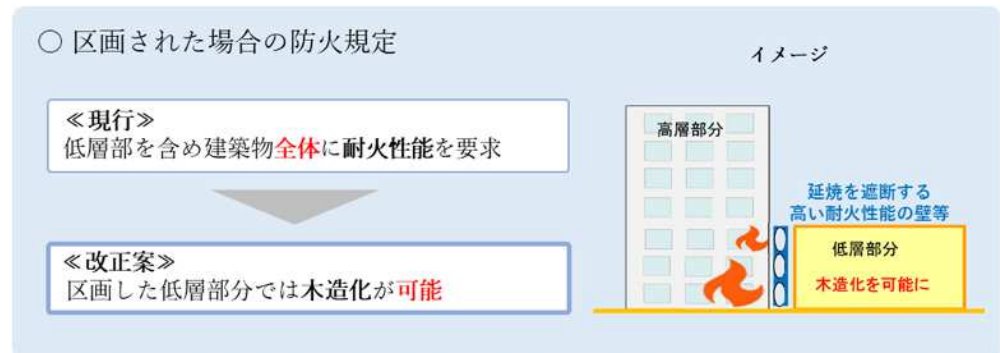 ○ 区画された場合の防火規定
イメージ
≪現行≫
低層部を含め建築物全体に耐火性能を要求
≪改正案≫
区画した低層部分では木造化が可能
高層部分
延焼を遮断する
高い耐火性能の壁等
低層部分
木造化を可能に